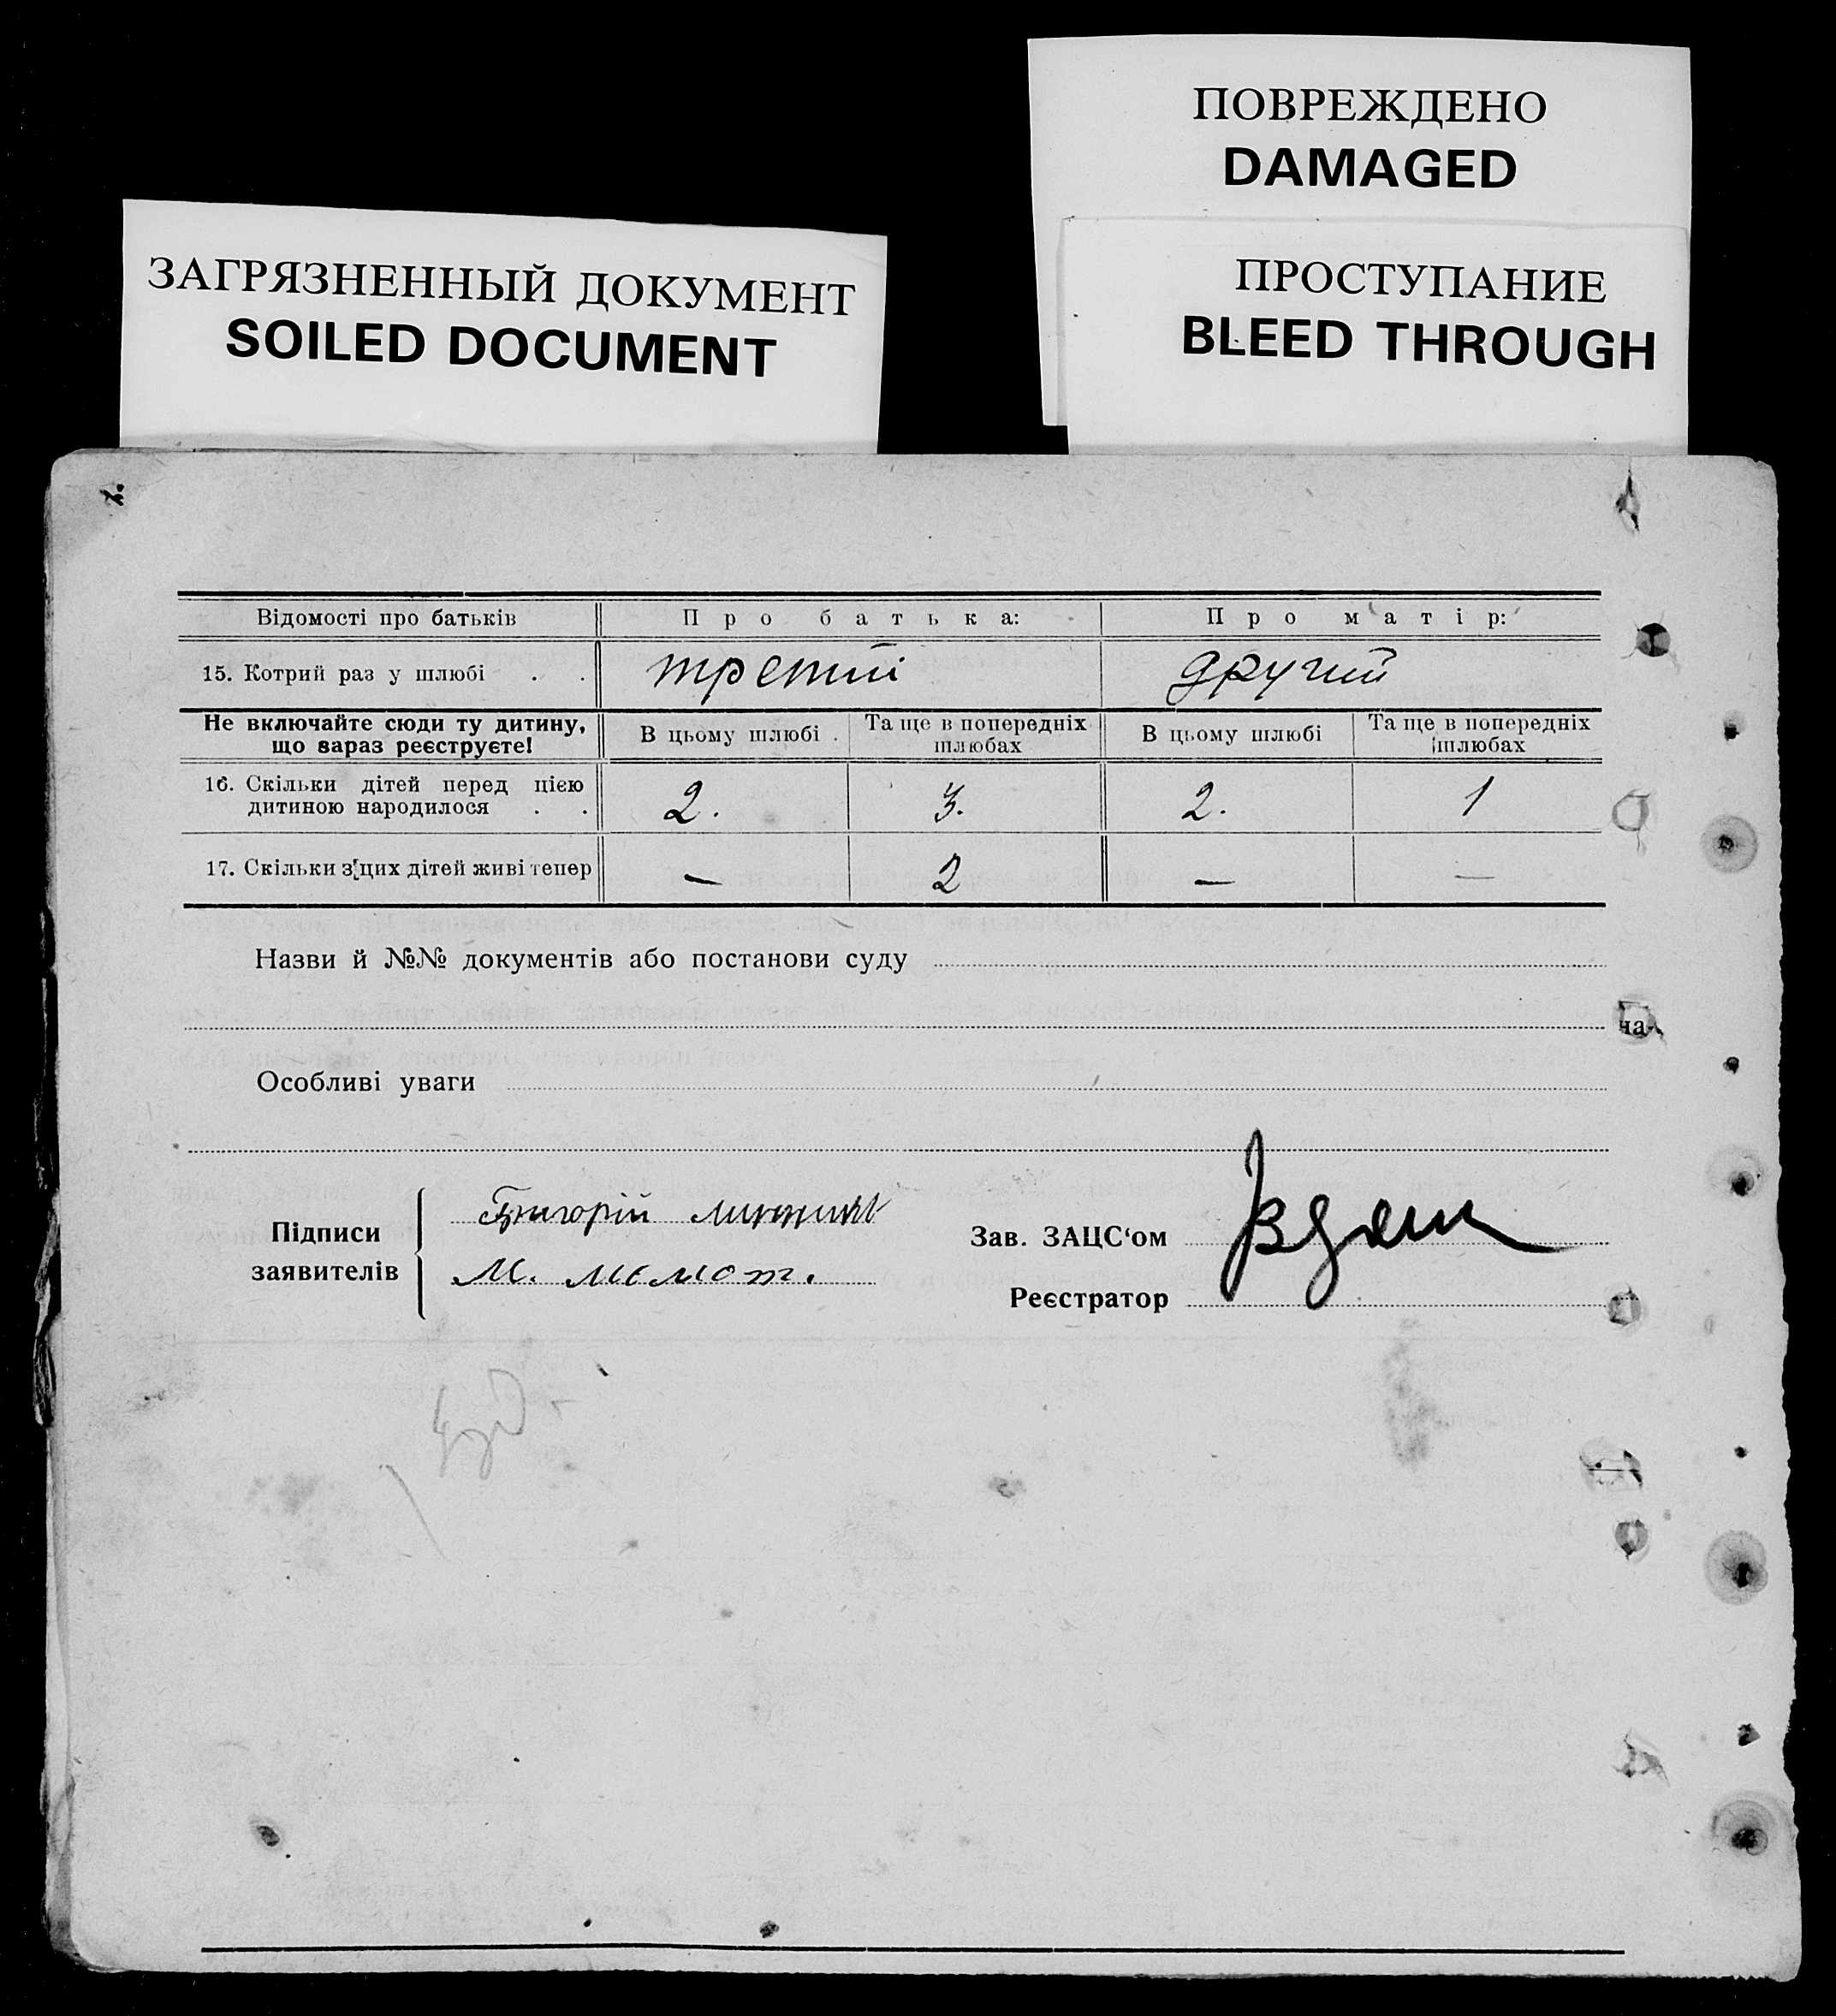 ПОВРЕЖДЕНО
DAMAGED
ЗАГРЯЗНЕННЫЙ ДОКУМЕНТ
SOILED DOCUMENT
ПРОСТУПАНИЕ
BLEED THROUGH
Відомості про батьків Про батька: Про матір:
15. Котрий раз у шлюбі . . третій другий
Не включайте сюди ту дитину, що зараз реєструєте! В цьому шлюбі Та ще в попередніх шлюбах В цьому шлюбі Та ще в попередніх шлюбах
16. Скільки дітей перед цією дитиною народилося . . 2. 3. 2. 1
17. Скільки з цих дітей живі тепер — 2 — —
Назви й №№ документів або постанови суду
ча
Особливі уваги
Підписи заявителів
Григорій
М.
Зав. ЗАЦС‘ом
Реєстратор